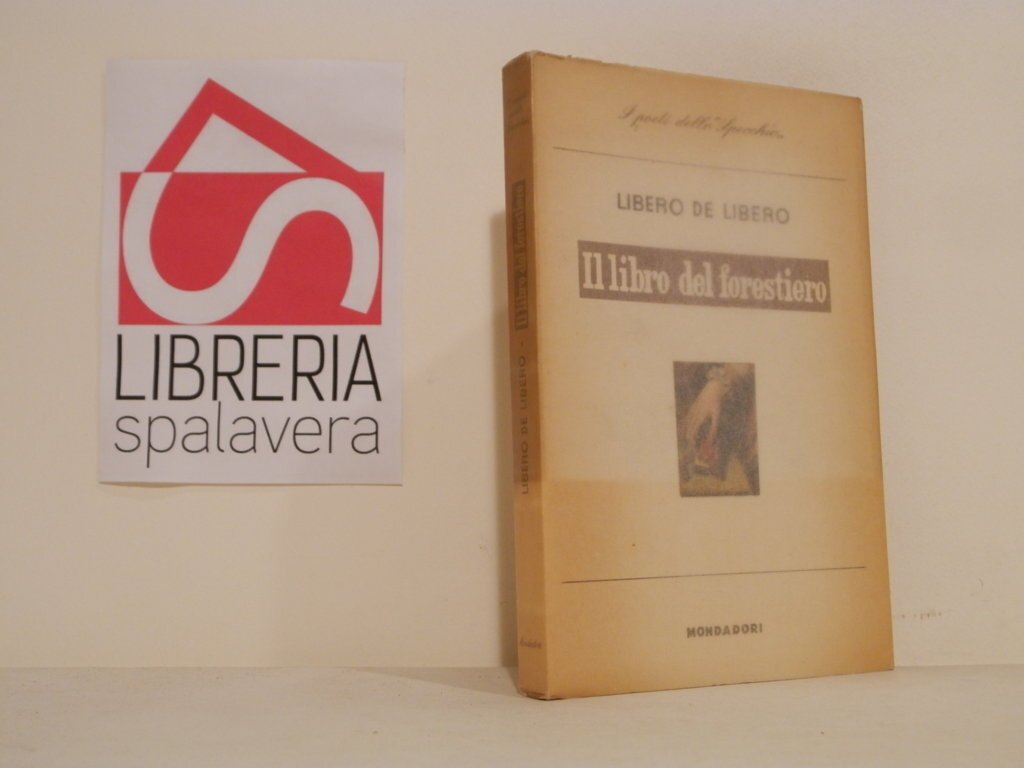 LIBRERIA
spalavera
I poeti dello "Specchio"
LIBERO DE LIBERO
Il libro del forestiero
MONDADORI
LIBERO DE LIBERO - Il libro del forestiero